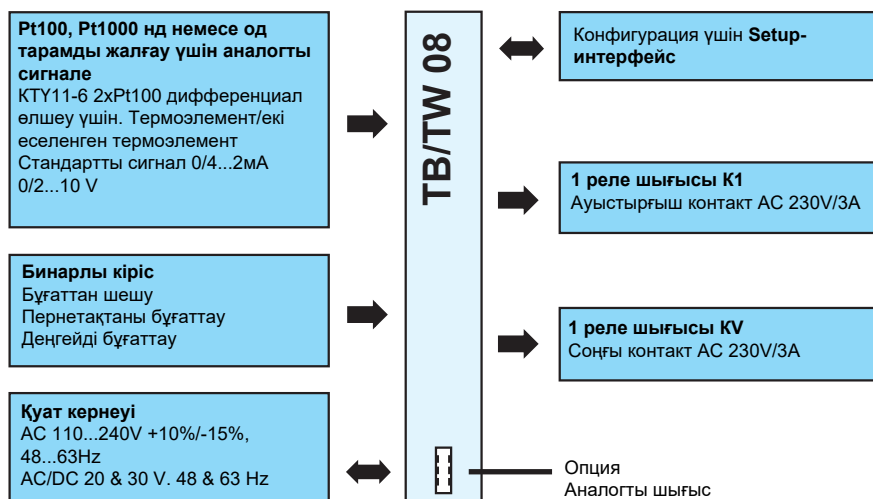 Pt100, Pt1000 нд немесе од
тарамды жалғау үшін аналогты
сигнале
KTY11-6 2xPt100 дифференциал
өлшеу үшін. Термоэлемент/екі
еселенген термоэлемент
Стандартты сигнал 0/4...2мА
0/2...10 V
Бинарлы кіріс
Бұғаттан шешу
Пернетақтаны бұғаттау
Деңгейді бұғаттау
Қуат кернеуі
AC 110...240V +10%/-15%,
48...63Hz
AC/DC 20 & 30 V. 48 & 63 Hz
TB/TW 08
Конфигурация үшін Setup-
интерфейс
1 реле шығысы К1
Ауыстырғыш контакт AC 230V/3A
1 реле шығысы KV
Соңғы контакт AC 230V/3A
Опция
Аналогты шығыс